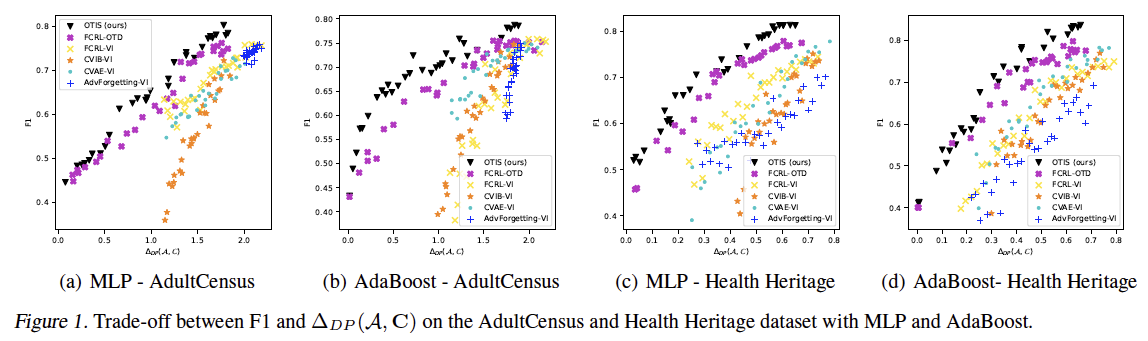 0.8
0.7
0.6
0.5
0.4
F1
OTIS (ours)
FCRL-OTD
FCRL-VI
CVIB-VI
CVAE-VI
AdvForgetting-VI
0.0 0.5 1.0 1.5 2.0
Δ_DP(A, C)
(a) MLP - AdultCensus
0.80
0.75
0.70
0.65
0.60
0.55
0.50
0.45
0.40
F1
OTIS (ours)
FCRL-OTD
FCRL-VI
CVIB-VI
CVAE-VI
AdvForgetting-VI
0.0 0.5 1.0 1.5 2.0
Δ_DP(A, C)
(b) AdaBoost - AdultCensus
0.8
0.7
0.6
0.5
0.4
F1
OTIS (ours)
FCRL-OTD
FCRL-VI
CVIB-VI
CVAE-VI
AdvForgetting-VI
0.0 0.1 0.2 0.3 0.4 0.5 0.6 0.7 0.8
Δ_DP(A, C)
(c) MLP - Health Heritage
0.8
0.7
0.6
0.5
0.4
F1
OTIS (ours)
FCRL-OTD
FCRL-VI
CVIB-VI
CVAE-VI
AdvForgetting-VI
0.0 0.1 0.2 0.3 0.4 0.5 0.6 0.7 0.8
Δ_DP(A, C)
(d) AdaBoost- Health Heritage
Figure 1. Trade-off between F1 and Δ_DP(A, C) on the AdultCensus and Health Heritage dataset with MLP and AdaBoost.